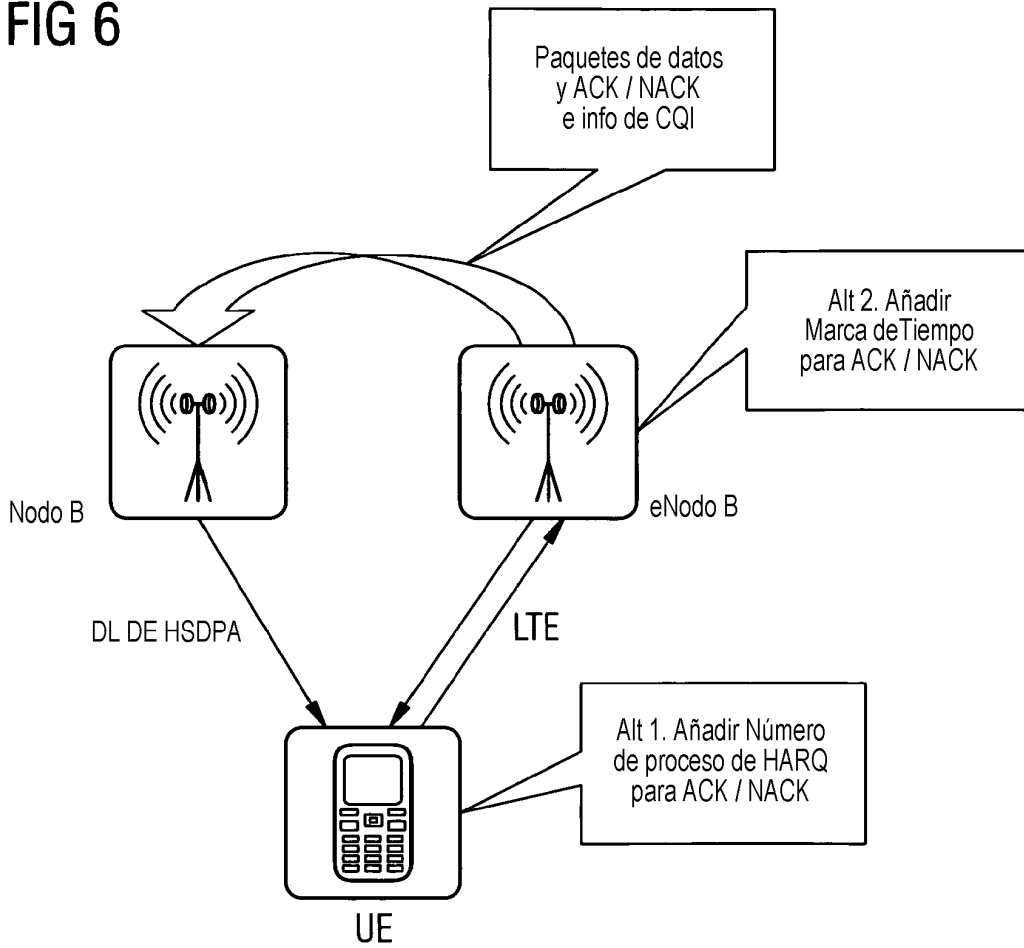 FIG 6
Paquetes de datos
y ACK / NACK
e info de CQI
Alt 2. Añadir
Marca deTiempo
para ACK / NACK
Nodo B
eNodo B
DL DE HSDPA
LTE
Alt 1. Añadir Número
de proceso de HARQ
para ACK / NACK
UE